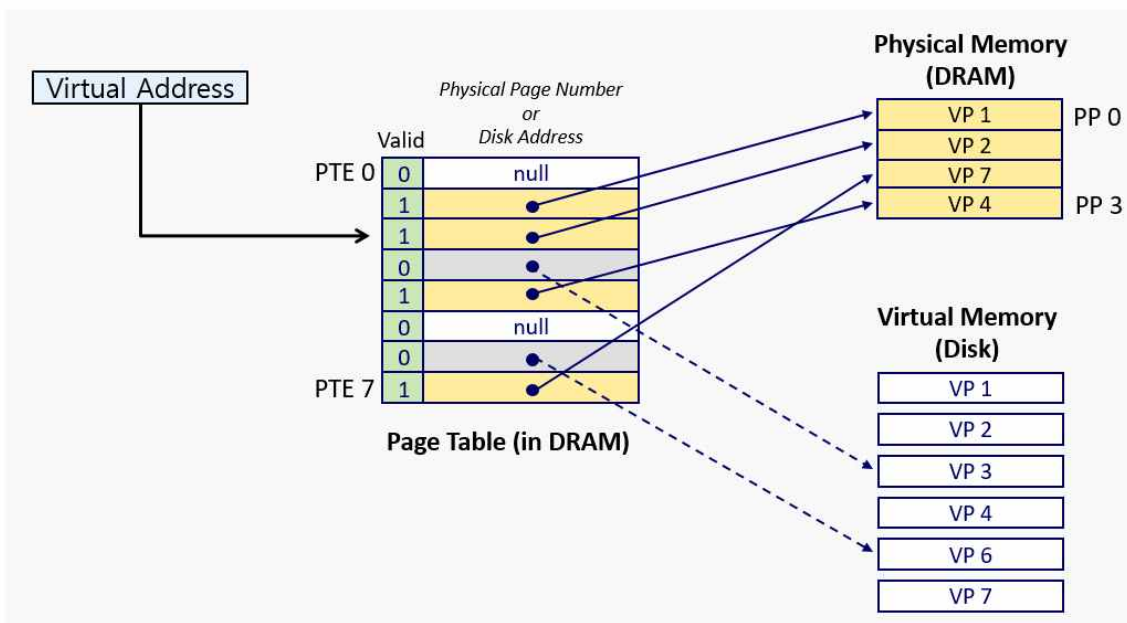 Virtual Address
Physical Page Number
or
Disk Address
Valid
PTE 0
0
null
1
1
0
1
0
null
0
PTE 7
1
Page Table (in DRAM)
Physical Memory
(DRAM)
VP 1
PP 0
VP 2
VP 7
VP 4
PP 3
Virtual Memory
(Disk)
VP 1
VP 2
VP 3
VP 4
VP 6
VP 7